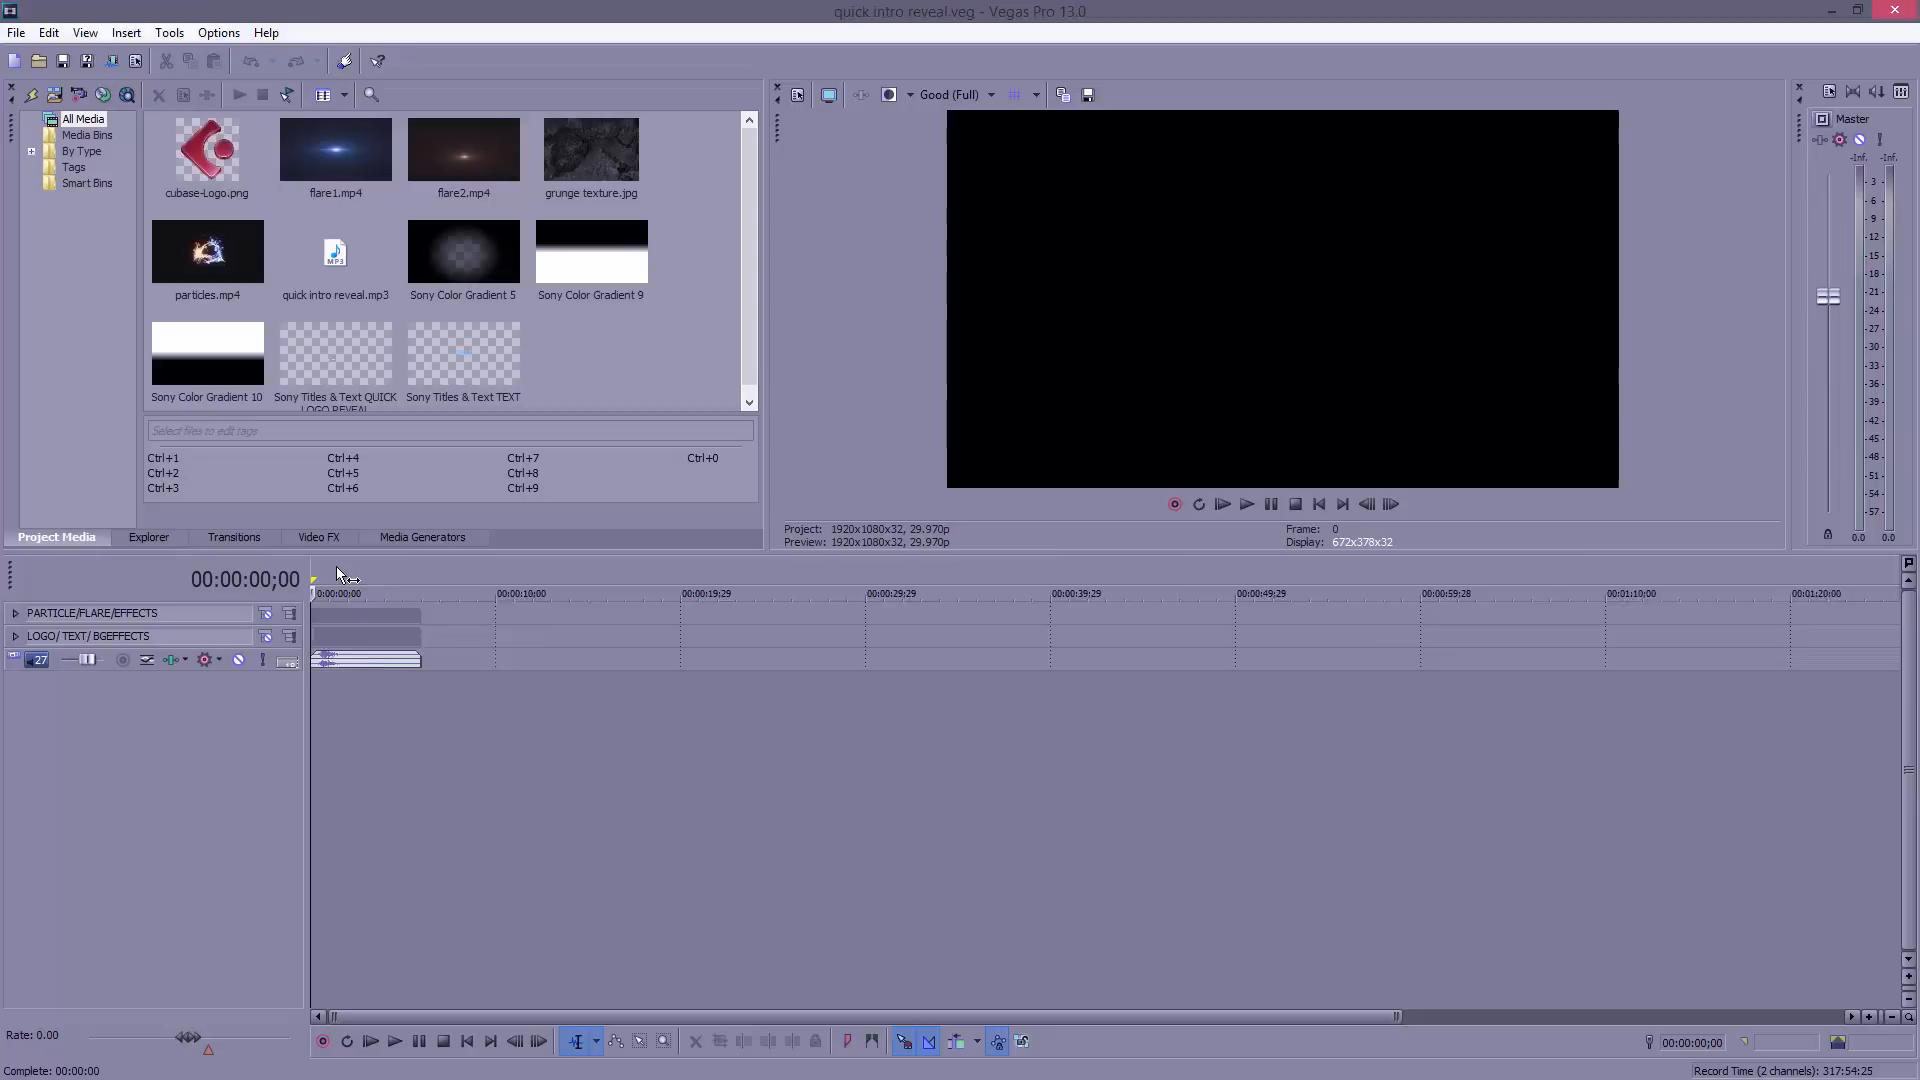 quick intro reveal.veg - Vegas Pro 13.0
File Edit View Insert Tools Options Help
Good (Full)
All Media
Media Bins
By Type
Tags
Smart Bins
cubase-Logo.png flare1.mp4 flare2.mp4 grunge texture.jpg
MP3
particles.mp4 quick intro reveal.mp3 Sony Color Gradient 5 Sony Color Gradient 9
Sony Color Gradient 10 Sony Titles & Text QUICK LOGO REVEAL Sony Titles & Text TEXT
Select files to edit tags
Ctrl+1 Ctrl+4 Ctrl+7 Ctrl+0
Ctrl+2 Ctrl+5 Ctrl+8
Ctrl+3 Ctrl+6 Ctrl+9
Project Media Explorer Transitions Video FX Media Generators
Project: 1920x1080x32, 29.970p Frame: 0
Preview: 1920x1080x32, 29.970p Display: 672x378x32
Master
-Inf. -Inf.
- 3 -
- 6 -
- 9 -
- 12 -
- 15 -
- 18 -
- 21 -
- 24 -
- 27 -
- 30 -
- 33 -
- 36 -
- 39 -
- 42 -
- 45 -
- 48 -
- 51 -
- 54 -
- 57 -
0.0 0.0
00:00:00;00
0:00:00;00 00:00:10;00 00:00:19;29 00:00:29;29 00:00:39;29 00:00:49;29 00:00:59;28 00:01:10;00 00:01:20;00
PARTICLE/FLARE/EFFECTS
LOGO/ TEXT/ BGEFFECTS
27
Rate: 0.00
00:00:00;00
Complete: 00:00:00 Record Time (2 channels): 317:54:25